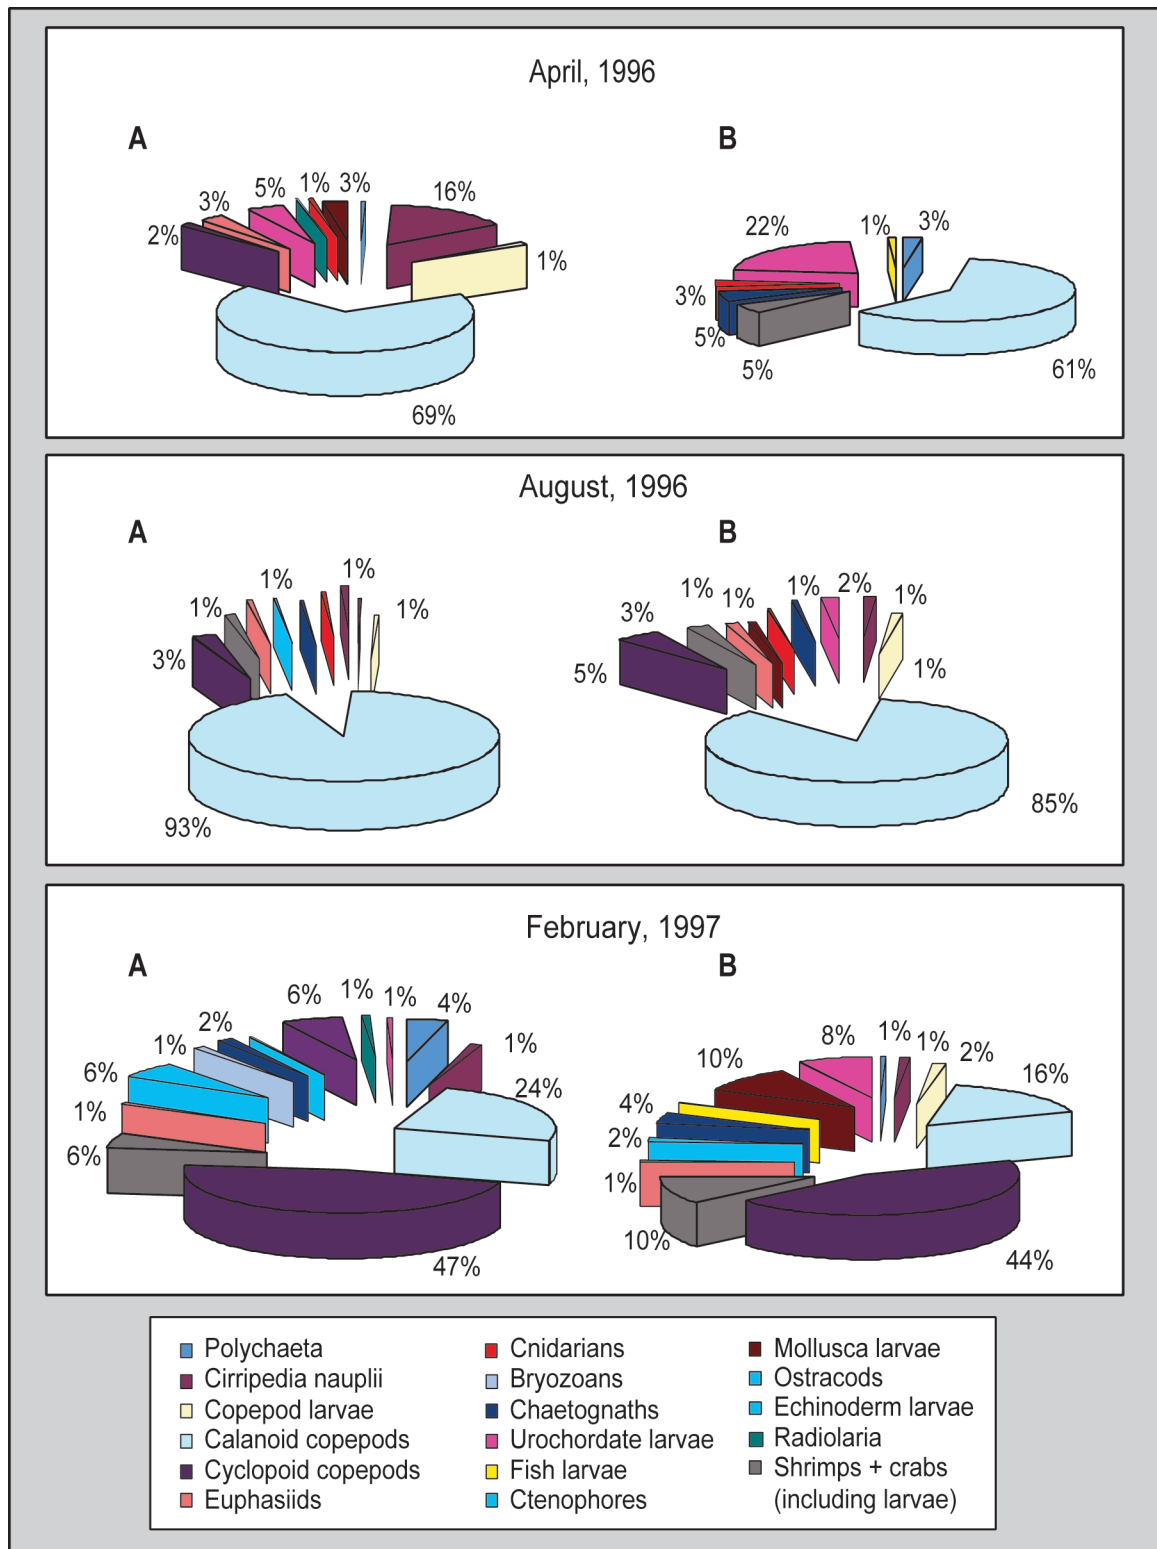 April, 1996
A
B
3%
5%
1%
3%
16%
2%
1%
69%
22%
1%
3%
3%
5%
5%
61%
August, 1996
A
B
1%
1%
1%
1%
3%
93%
3%
1%
1%
1%
2%
1%
5%
1%
85%
February, 1997
A
B
6%
1%
1%
4%
2%
1%
1%
6%
24%
1%
6%
47%
8%
1%
1%
2%
10%
16%
4%
2%
1%
10%
44%
Polychaeta
Cirripedia nauplii
Copepod larvae
Calanoid copepods
Cyclopoid copepods
Euphasiids
Cnidarians
Bryozoans
Chaetognaths
Urochordate larvae
Fish larvae
Ctenophores
Mollusca larvae
Ostracods
Echinoderm larvae
Radiolaria
Shrimps + crabs
(including larvae)